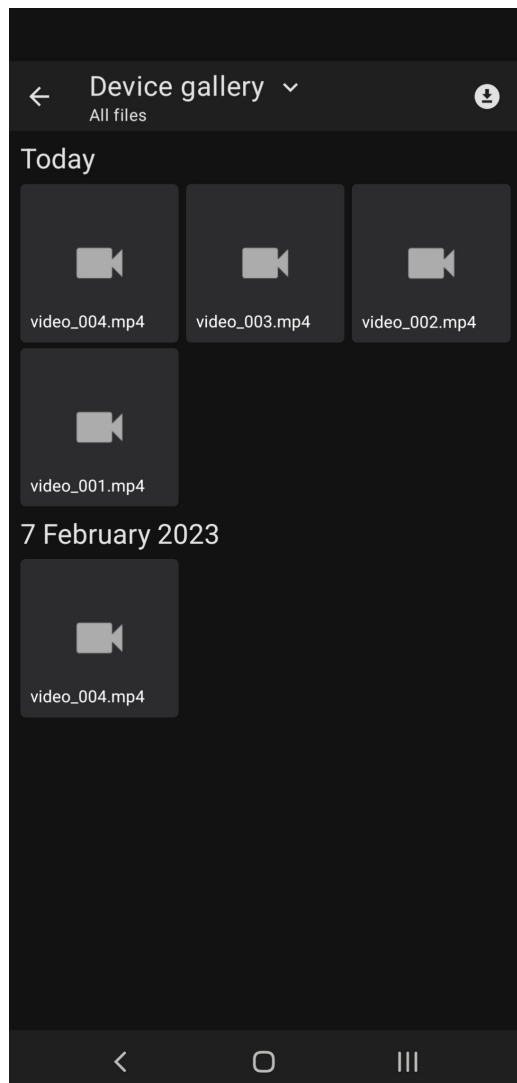 Device gallery
All files
Today
video_004.mp4
video_003.mp4
video_002.mp4
video_001.mp4
7 February 2023
video_004.mp4